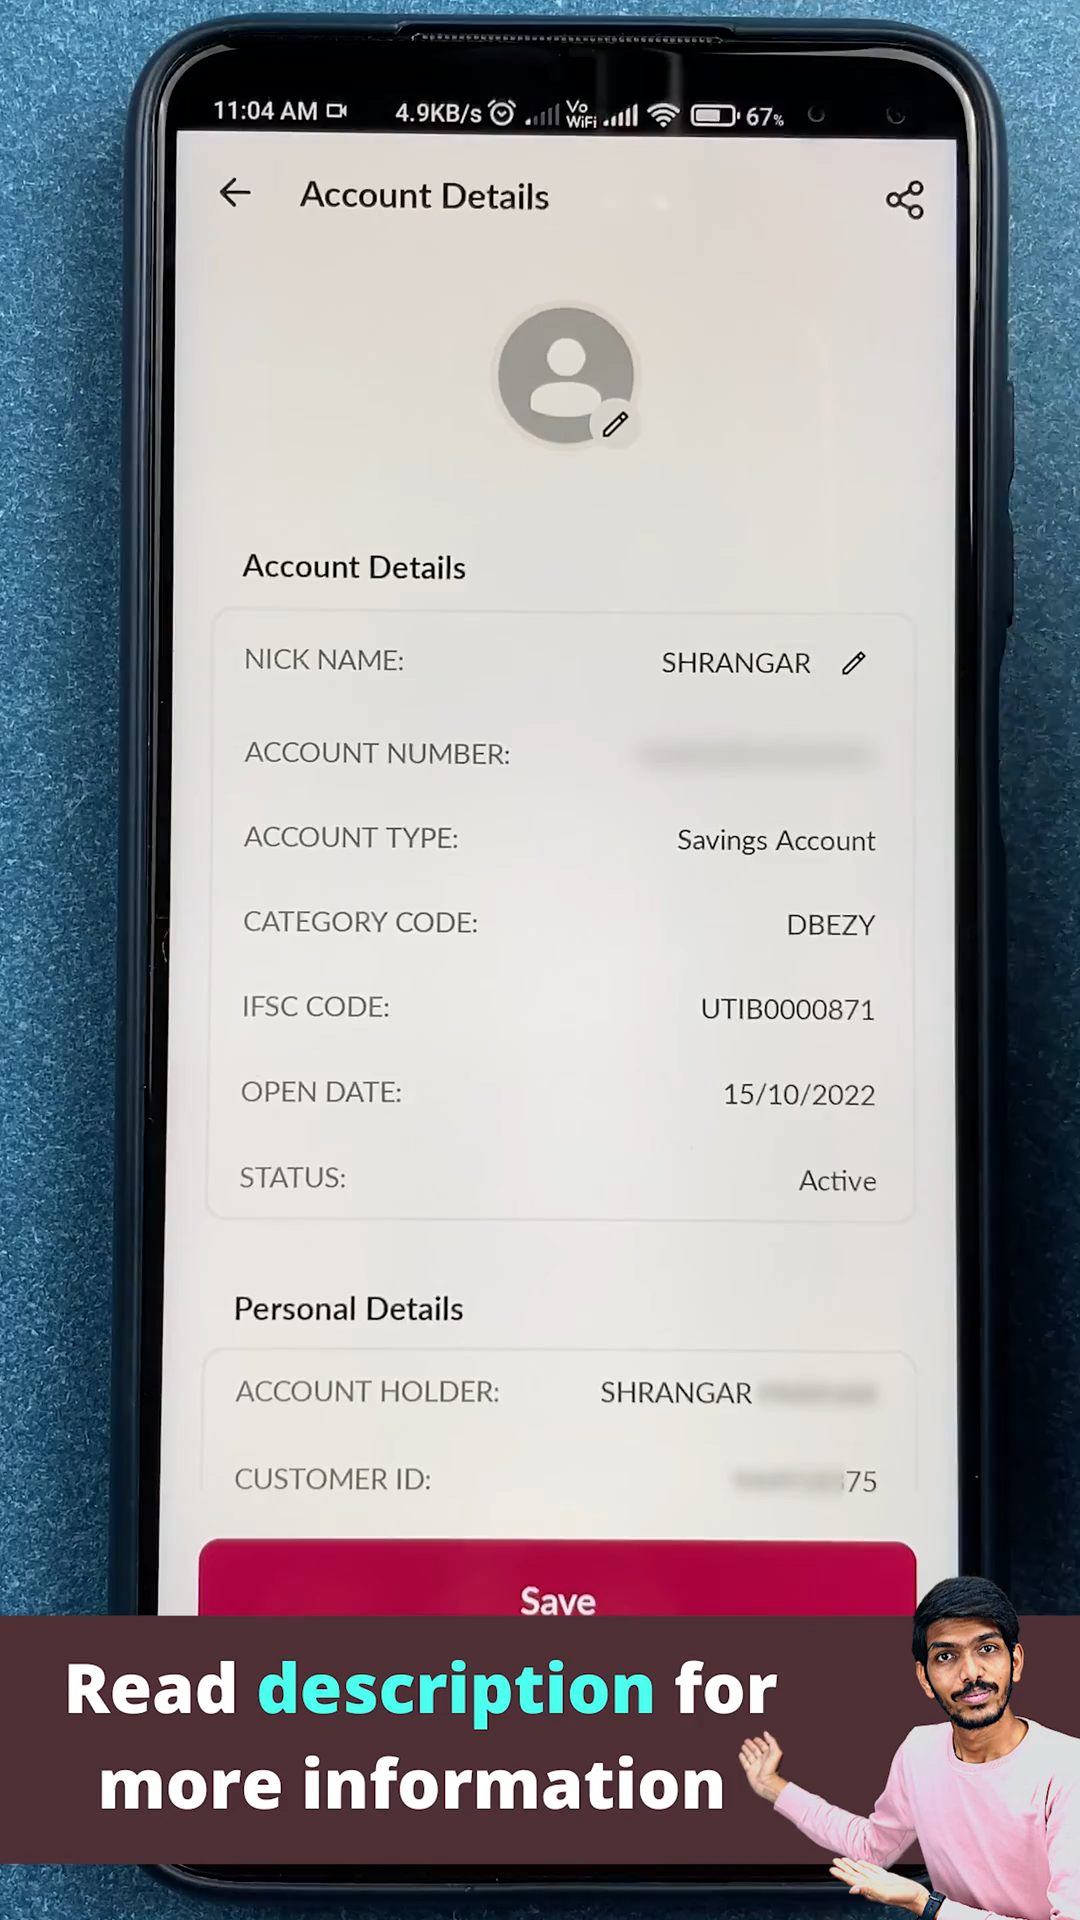 11:04 AM 4.9KB/s Vo WiFi 67%
Account Details
Account Details
NICK NAME: SHRANGAR
ACCOUNT NUMBER:
ACCOUNT TYPE: Savings Account
CATEGORY CODE: DBEZY
IFSC CODE: UTIB0000871
OPEN DATE: 15/10/2022
STATUS: Active
Personal Details
ACCOUNT HOLDER: SHRANGAR
CUSTOMER ID: 75
Save
Read description for
more information